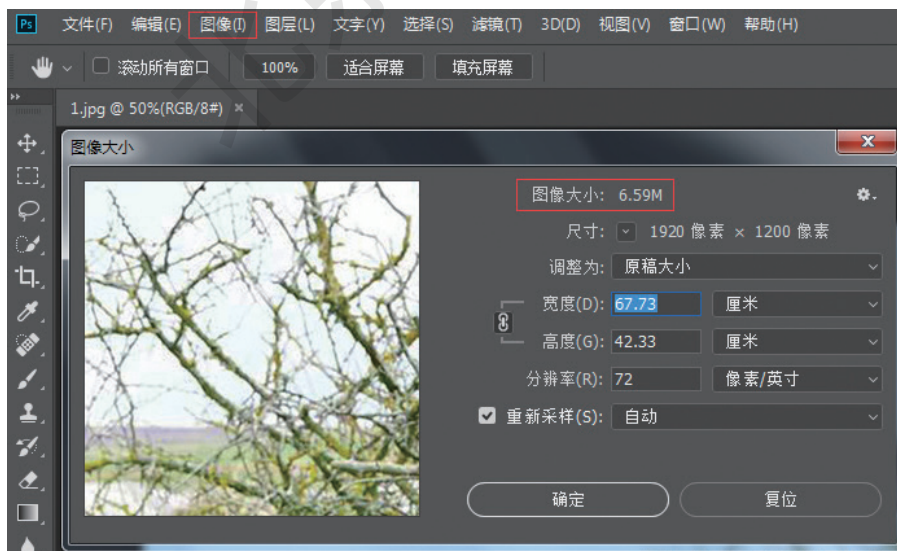 Ps 文件(F) 编辑(E) 图像(I) 图层(L) 文字(Y) 选择(S) 滤镜(T) 3D(D) 视图(V) 窗口(W) 帮助(H)
滚动所有窗口 100% 适合屏幕 填充屏幕
1.jpg @ 50%(RGB/8#) ×
图像大小
图像大小: 6.59M
尺寸: 1920 像素 × 1200 像素
调整为: 原稿大小
宽度(D): 67.73 厘米
高度(G): 42.33 厘米
分辨率(R): 72 像素/英寸
重新采样(S): 自动
确定 复位